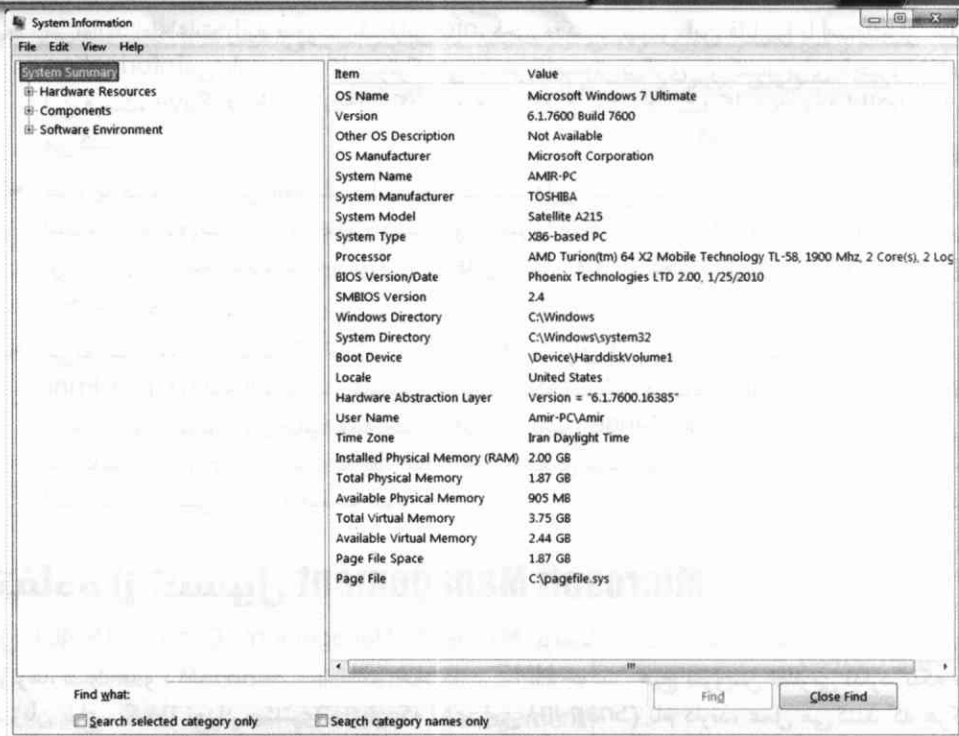 System Information
File Edit View Help
System Summary
Hardware Resources
Components
Software Environment
Item Value
OS Name Microsoft Windows 7 Ultimate
Version 6.1.7600 Build 7600
Other OS Description Not Available
OS Manufacturer Microsoft Corporation
System Name AMIR-PC
System Manufacturer TOSHIBA
System Model Satellite A215
System Type X86-based PC
Processor AMD Turion(tm) 64 X2 Mobile Technology TL-58, 1900 Mhz, 2 Core(s), 2 Log
BIOS Version/Date Phoenix Technologies LTD 2.00, 1/25/2010
SMBIOS Version 2.4
Windows Directory C:\Windows
System Directory C:\Windows\system32
Boot Device \Device\HarddiskVolume1
Locale United States
Hardware Abstraction Layer Version = "6.1.7600.16385"
User Name Amir-PC\Amir
Time Zone Iran Daylight Time
Installed Physical Memory (RAM) 2.00 GB
Total Physical Memory 1.87 GB
Available Physical Memory 905 MB
Total Virtual Memory 3.75 GB
Available Virtual Memory 2.44 GB
Page File Space 1.87 GB
Page File C:\pagefile.sys
Find what:
Find
Close Find
Search selected category only
Search category names only